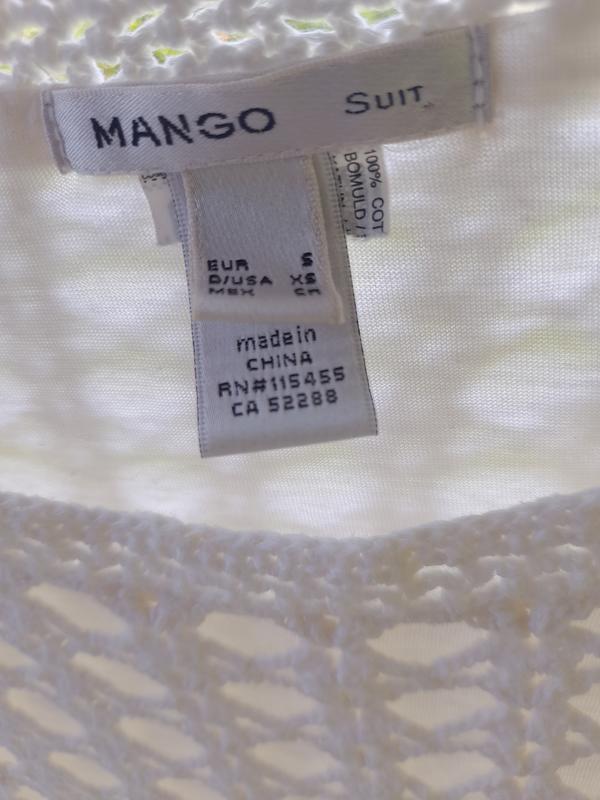 MANGO SUIT
100% COT
BOMULD /
EUR S
D/USA XS
MEX CH
made in
CHINA
RN#115455
CA 52288